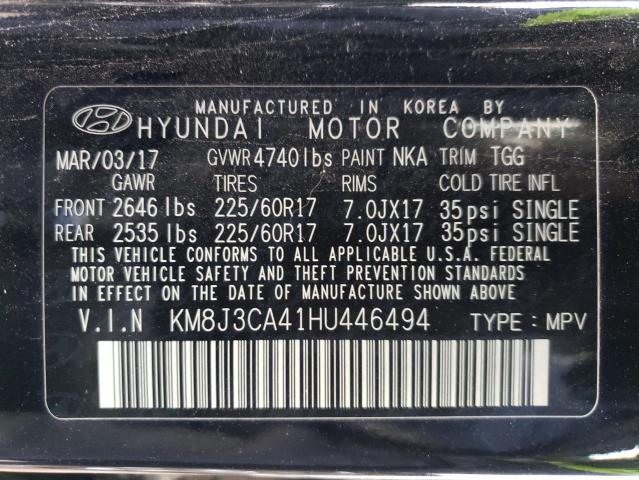 MANUFACTURED IN KOREA BY
HYUNDAI MOTOR COMPANY
MAR/03/17 GVWR 4740lbs PAINT NKA TRIM TGG
GAWR TIRES RIMS COLD TIRE INFL
FRONT 2646 lbs 225/60R17 7.0JX17 35psi SINGLE
REAR 2535 lbs 225/60R17 7.0JX17 35psi SINGLE
THIS VEHICLE CONFORMS TO ALL APPLICABLE U.S.A. FEDERAL
MOTOR VEHICLE SAFETY AND THEFT PREVENTION STANDARDS
IN EFFECT ON THE DATE OF MANUFACTURE SHOWN ABOVE.
V.I.N KM8J3CA41HU446494 TYPE : MPV